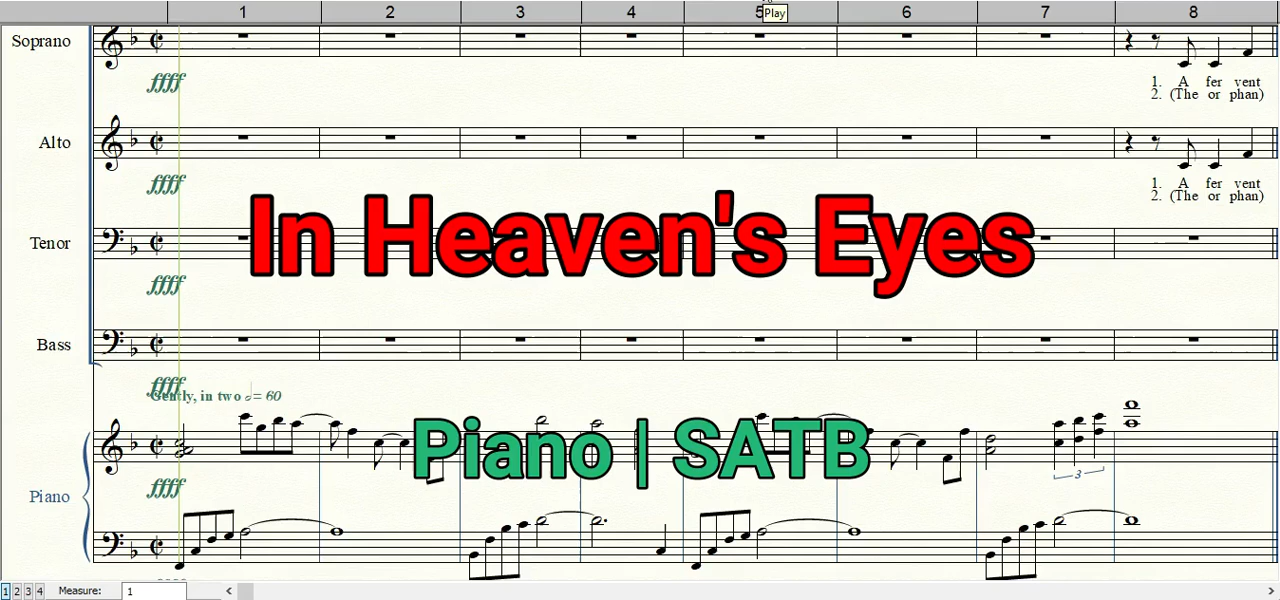 1 2 3 4 5 6 7 8
Play
Soprano
ffff
1. A fer vent
2. (The or phan)
Alto
ffff
1. A fer vent
2. (The or phan)
In Heaven's Eyes
Tenor
ffff
Bass
ffff
Gently, in two = 60
Piano | SATB
Piano
ffff
3
1 2 3 4 Measure: 1